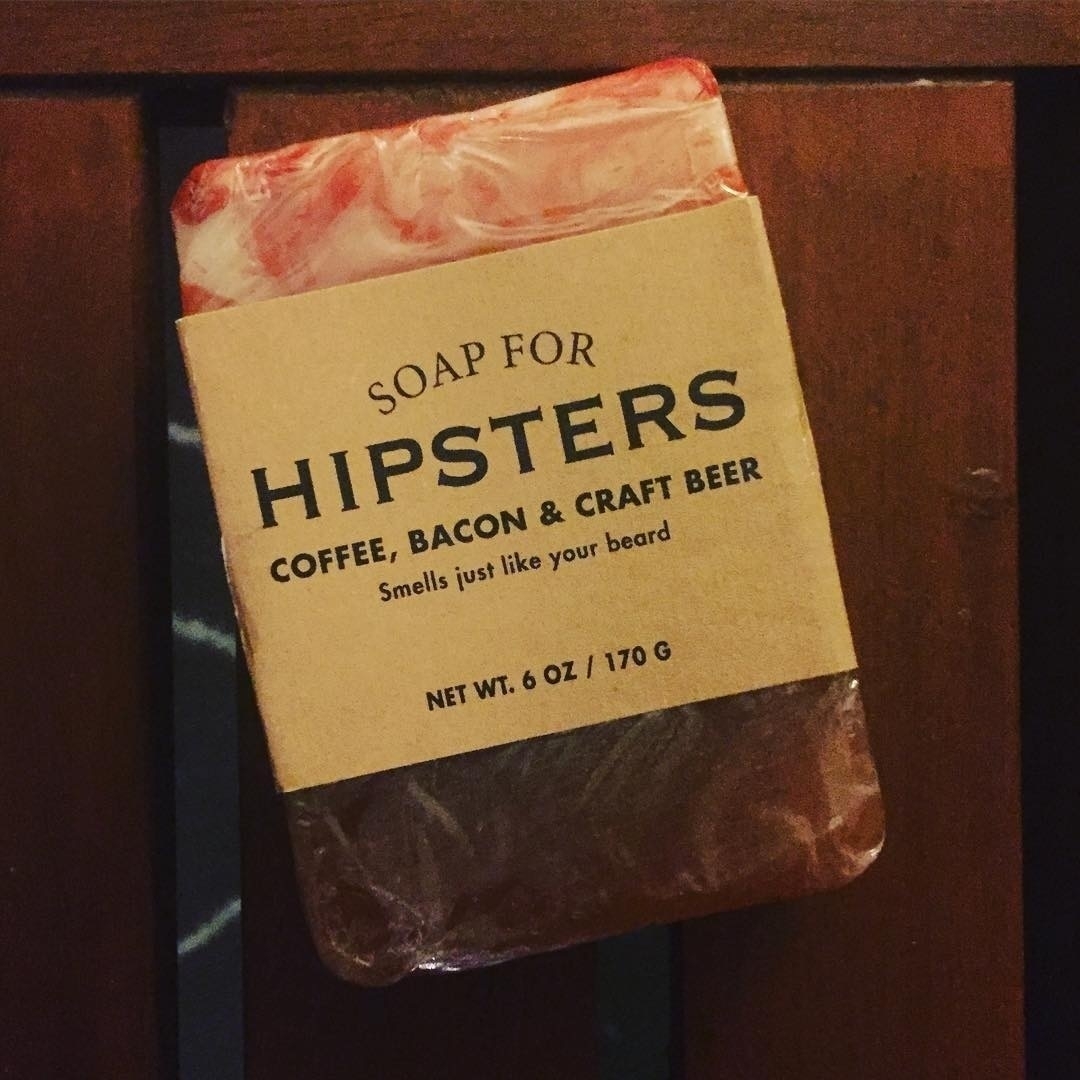 SOAP FOR
HIPSTERS
COFFEE, BACON & CRAFT BEER
Smells just like your beard
NET WT. 6 OZ / 170 G